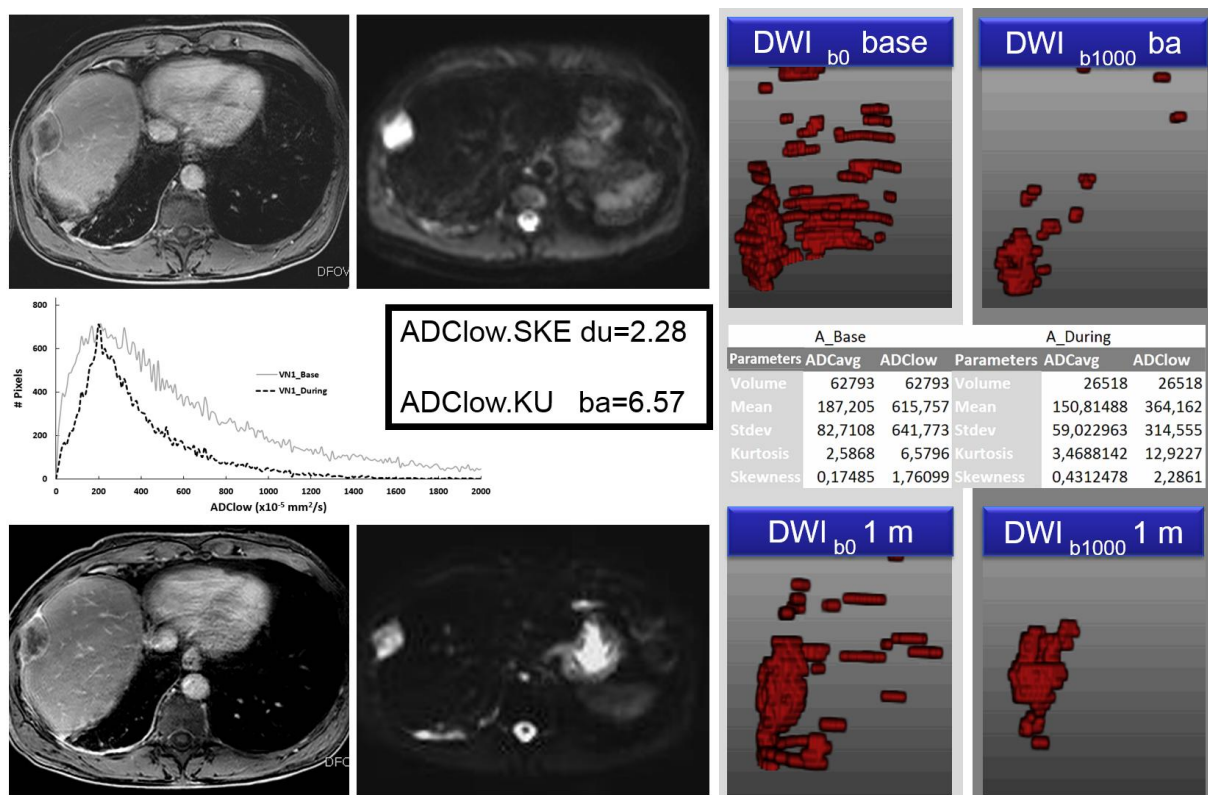 DFOV
DWI b0 base
DWI b1000 ba
800
600
400
200
0
# Pixels
VN1_Base
VN1_During
0 200 400 600 800 1000 1200 1400 1600 1800 2000
ADClow (x10-5 mm2/s)
ADClow.SKE du=2.28
ADClow.KU ba=6.57
A_Base A_During
Parameters ADCavg ADClow Parameters ADCavg ADClow
Volume 62793 62793 Volume 26518 26518
Mean 187,205 615,757 Mean 150,81488 364,162
Stdev 82,7108 641,773 Stdev 59,022963 314,555
Kurtosis 2,5868 6,5796 Kurtosis 3,4688142 12,9227
Skewness 0,17485 1,76099 Skewness 0,4312478 2,2861
DFO
DWI b0 1 m
DWI b1000 1 m